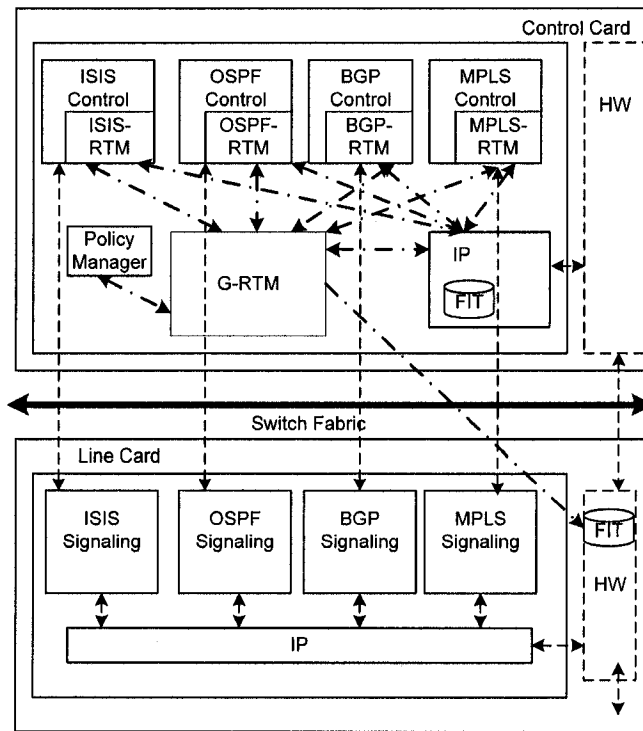 Control Card
ISIS
Control
ISIS-
RTM
OSPF
Control
OSPF-
RTM
BGP
Control
BGP-
RTM
MPLS
Control
MPLS-
RTM
HW
Policy
Manager
G-RTM
IP
FIT
Switch Fabric
Line Card
ISIS
Signaling
OSPF
Signaling
BGP
Signaling
MPLS
Signaling
FIT
HW
IP